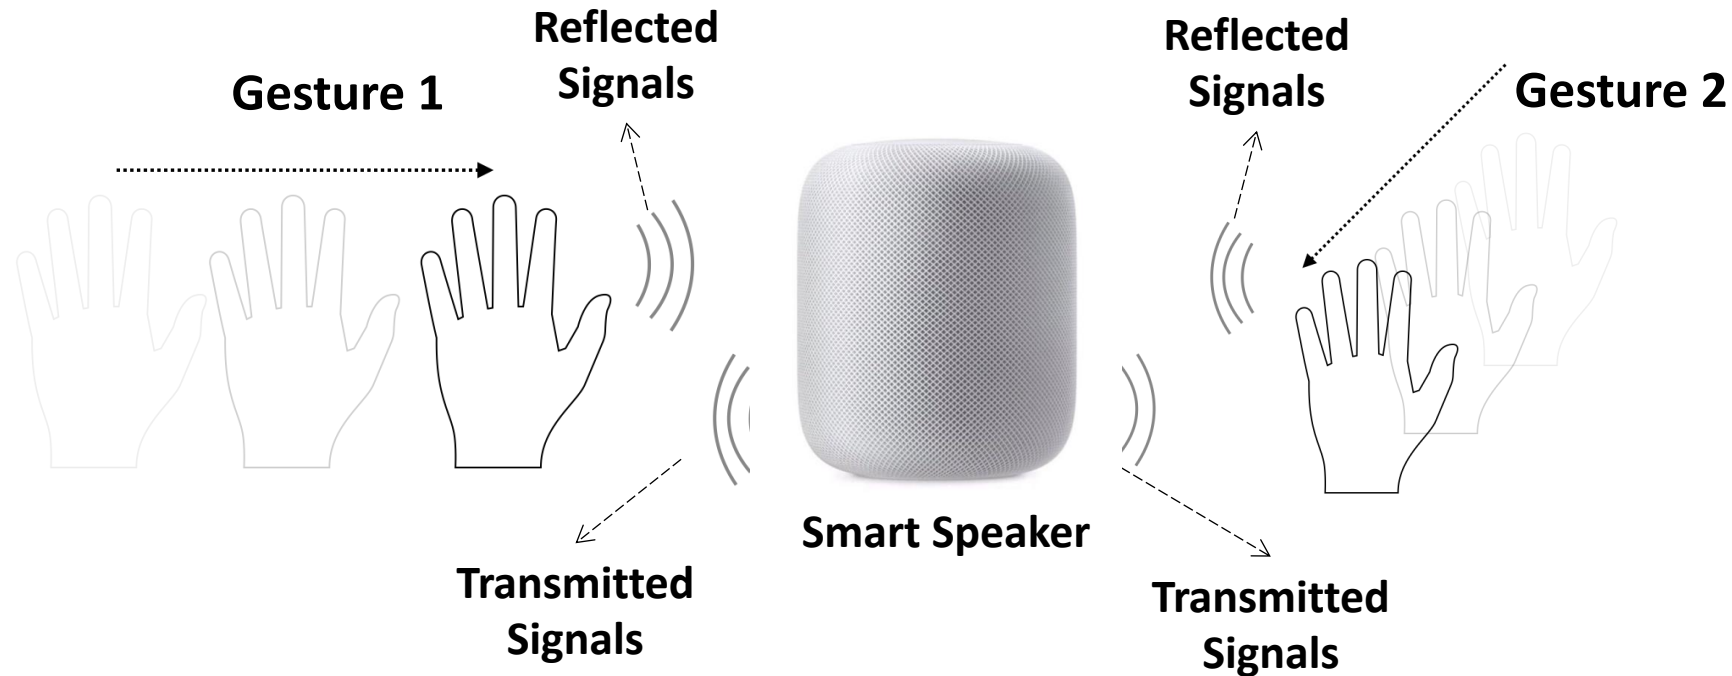 Reflected
Signals
Gesture 1
Reflected
Signals
Gesture 2
Smart Speaker
Transmitted
Signals
Transmitted
Signals